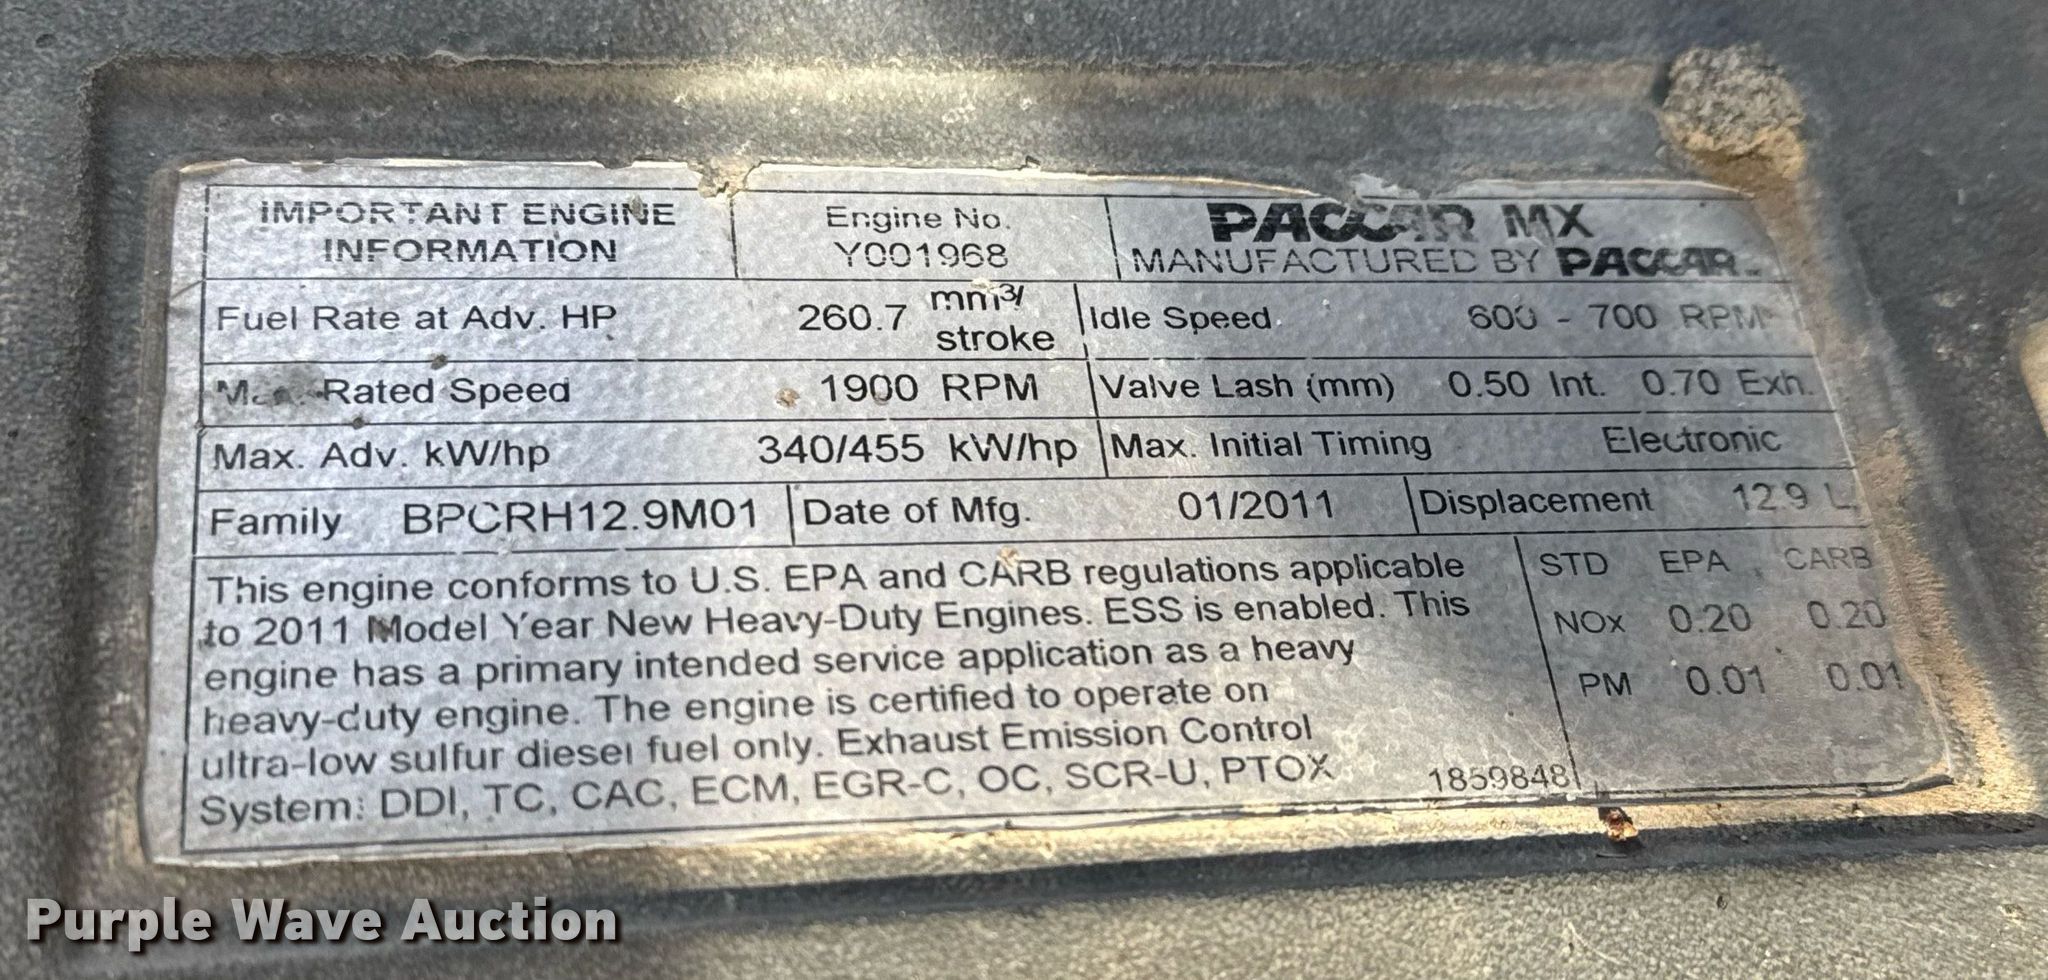 IMPORTANT ENGINE
INFORMATION
Engine No.
Y001968
PACCAR MX
MANUFACTURED BY PACCAR
Fuel Rate at Adv. HP 260.7 mm³/
stroke
Idle Speed 600 - 700 RPM
Max. Rated Speed 1900 RPM
Valve Lash (mm) 0.50 Int. 0.70 Exh.
Max. Adv. kW/hp 340/455 kW/hp
Max. Initial Timing Electronic
Family BPCRH12.9M01
Date of Mfg. 01/2011
Displacement 12.9 L
This engine conforms to U.S. EPA and CARB regulations applicable
to 2011 Model Year New Heavy-Duty Engines. ESS is enabled. This
engine has a primary intended service application as a heavy
heavy-duty engine. The engine is certified to operate on
ultra-low sulfur diesel fuel only. Exhaust Emission Control
System: DDI, TC, CAC, ECM, EGR-C, OC, SCR-U, PTOX
1859848
STD EPA CARB
NOx 0.20 0.20
PM 0.01 0.01
Purple Wave Auction